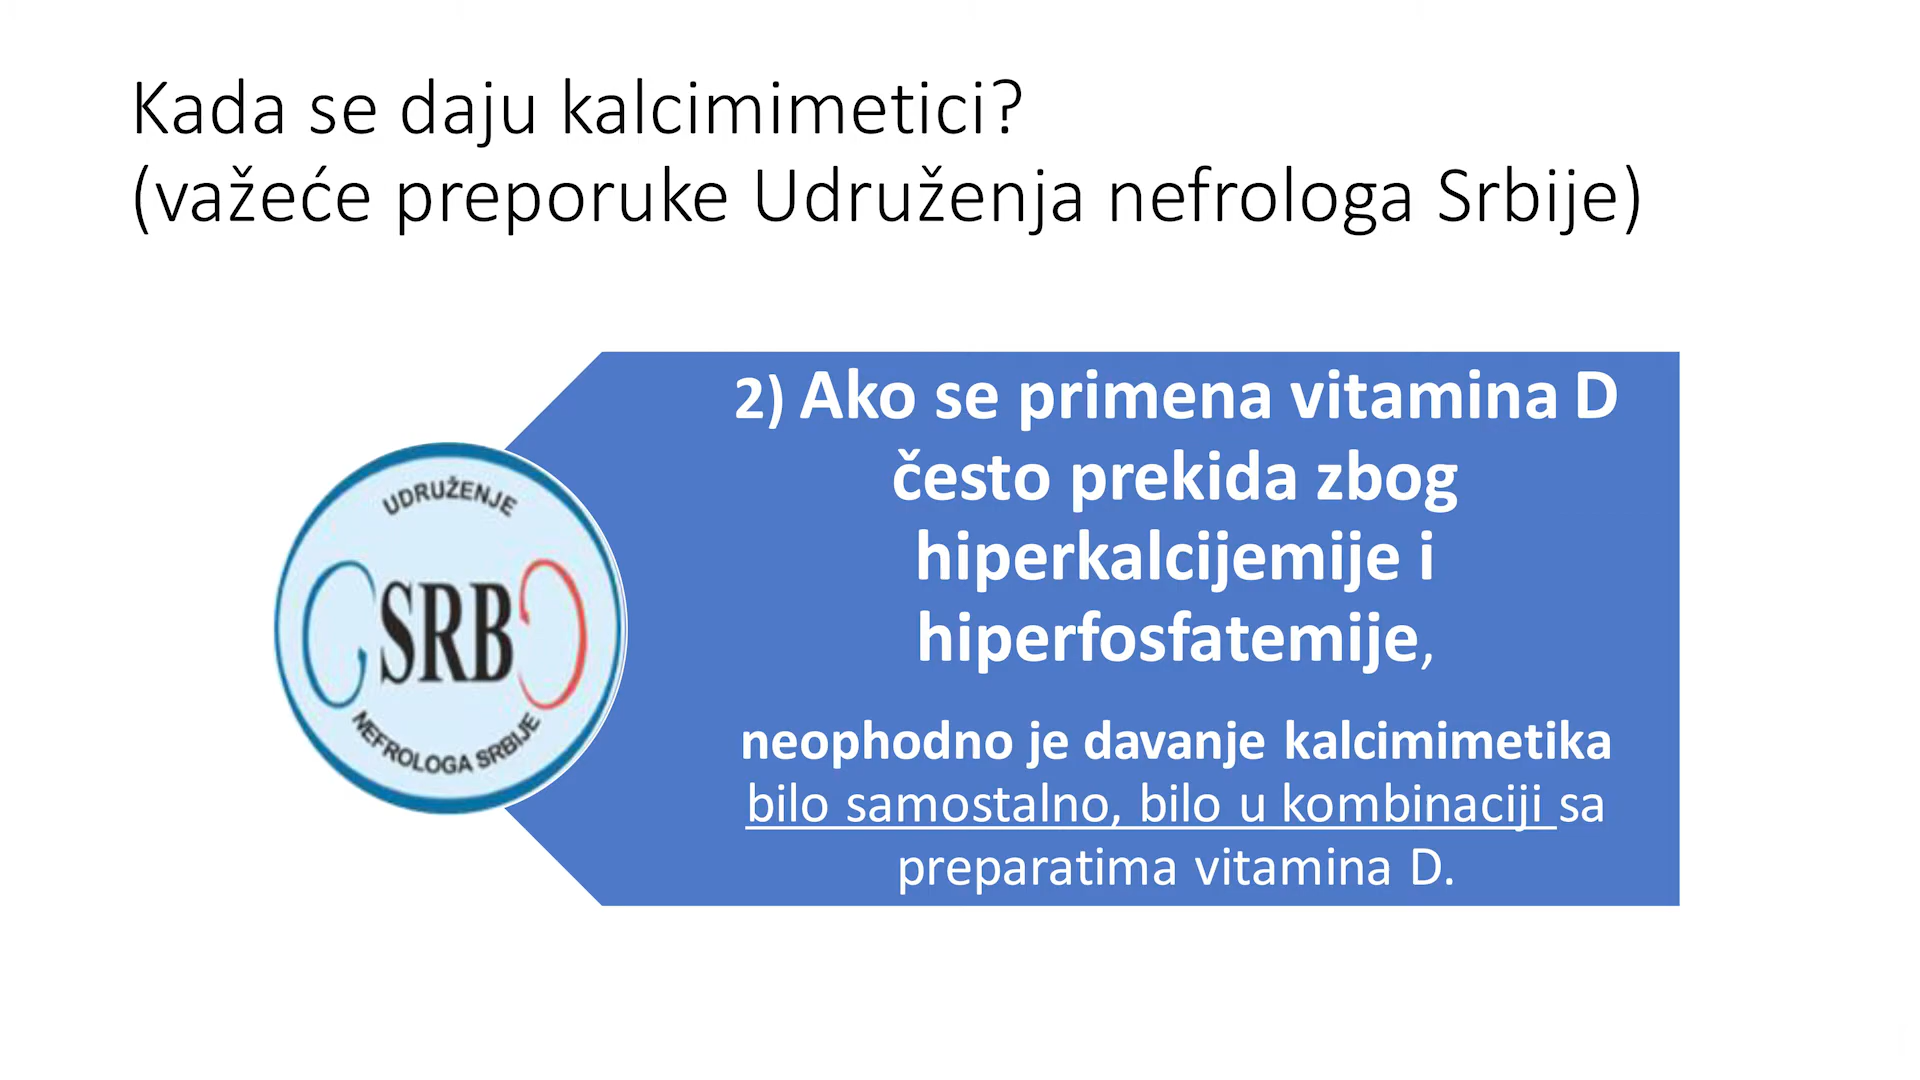 Kada se daju kalcimimetici?
(važeće preporuke Udruženja nefrologa Srbije)
UDRUŽENJE
SRB
NEFROLOGA SRBIJE
2) Ako se primena vitamina D
često prekida zbog
hiperkalcijemije i
hiperfosfatemije,
neophodno je davanje kalcimimetika
bilo samostalno, bilo u kombinaciji sa
preparatima vitamina D.